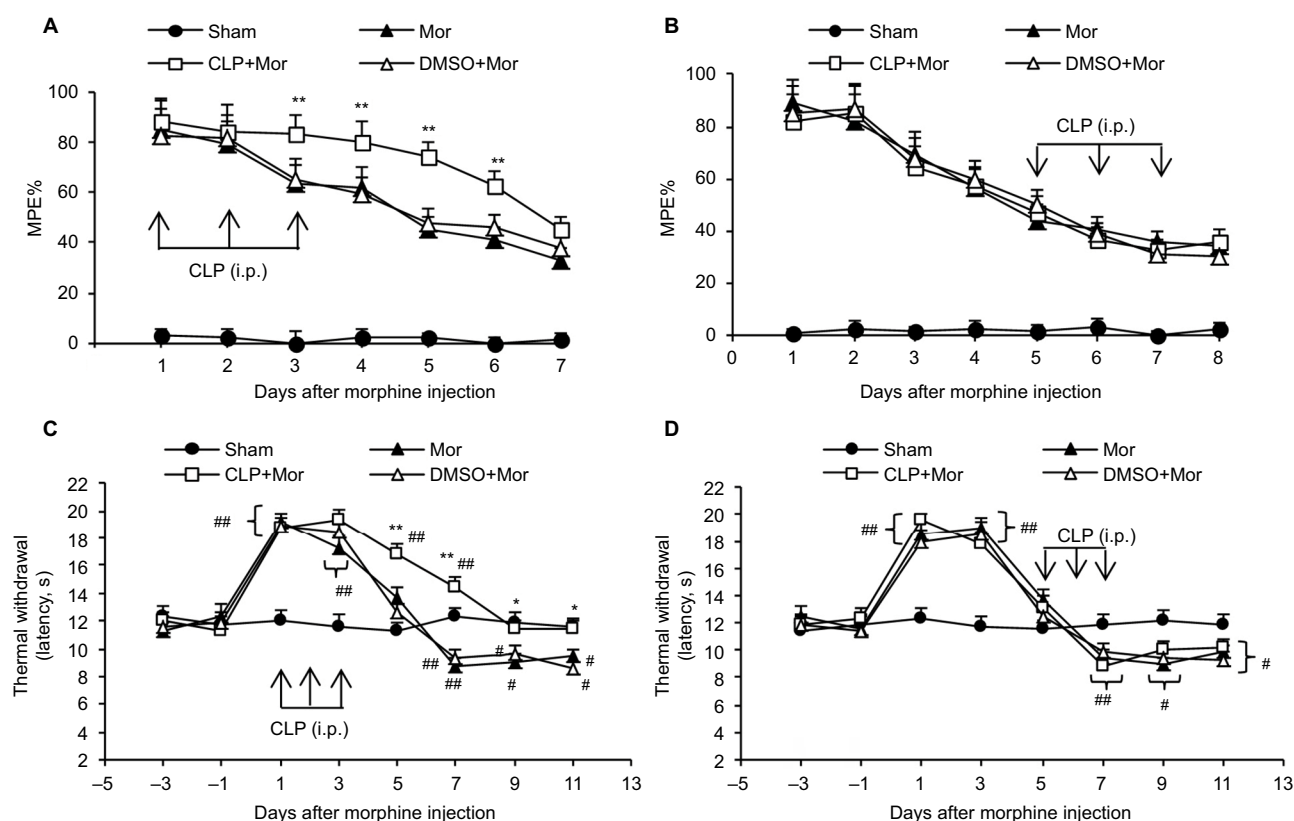 A
Sham
Mor
CLP+Mor
DMSO+Mor
100
80
60
40
20
0
MPE%
** ** ** **
CLP (i.p.)
1 2 3 4 5 6 7
Days after morphine injection
B
Sham
Mor
CLP+Mor
DMSO+Mor
100
80
60
40
20
0
MPE%
CLP (i.p.)
0 1 2 3 4 5 6 7 8
Days after morphine injection
C
Sham
Mor
CLP+Mor
DMSO+Mor
22
20
18
16
14
12
10
8
6
4
2
Thermal withdrawal
(latency, s)
##
** ##
** ##
##
* *
## # #
## # #
CLP (i.p.)
–5 –3 –1 1 3 5 7 9 11 13
Days after morphine injection
D
Sham
Mor
CLP+Mor
DMSO+Mor
22
20
18
16
14
12
10
8
6
4
2
Thermal withdrawal
(latency, s)
## ##
CLP (i.p.)
#
## #
–5 –3 –1 1 3 5 7 9 11 13
Days after morphine injection